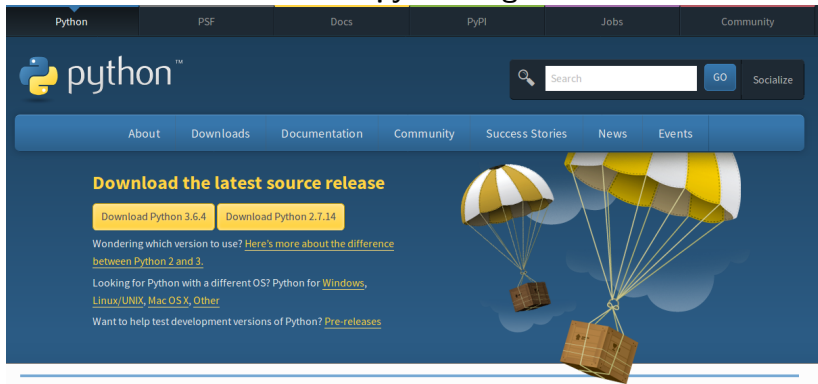 Python PSF Docs PyPI Jobs Community
python™
Search GO Socialize
About Downloads Documentation Community Success Stories News Events
Download the latest source release
Download Python 3.6.4 Download Python 2.7.14
Wondering which version to use? Here's more about the difference
between Python 2 and 3.
Looking for Python with a different OS? Python for Windows,
Linux/UNIX, Mac OS X, Other
Want to help test development versions of Python? Pre-releases